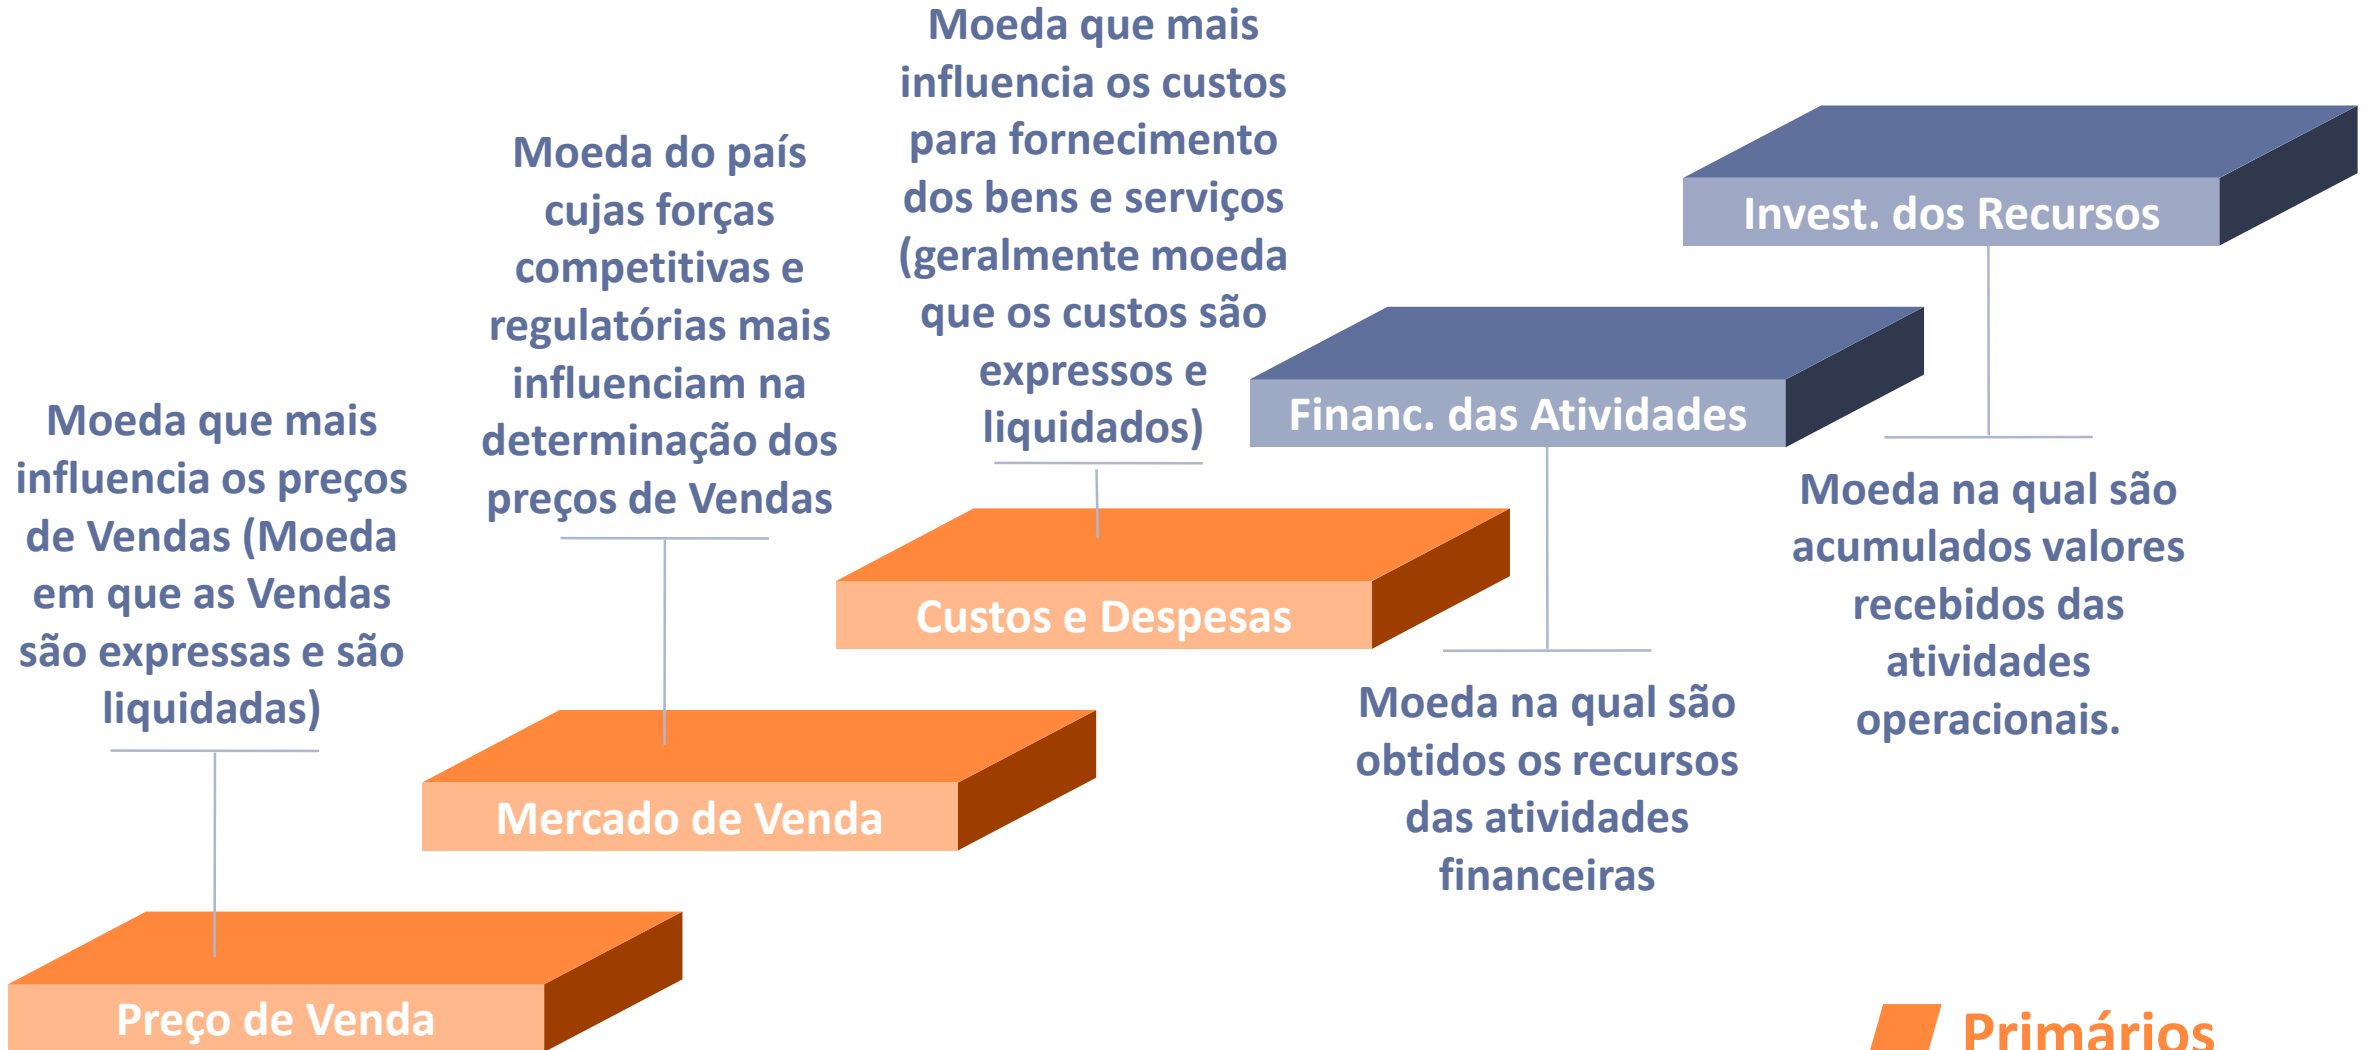 Moeda que mais
influencia os preços
de Vendas (Moeda
em que as Vendas
são expressas e são
liquidadas)
Preço de Venda
Moeda do país
cujas forças
competitivas e
regulatórias mais
influenciam na
determinação dos
preços de Vendas
Mercado de Venda
Moeda que mais
influencia os custos
para fornecimento
dos bens e serviços
(geralmente moeda
que os custos são
expressos e
liquidados)
Custos e Despesas
Financ. das Atividades
Moeda na qual são
obtidos os recursos
das atividades
financeiras
Invest. dos Recursos
Moeda na qual são
acumulados valores
recebidos das
atividades
operacionais.
Primários